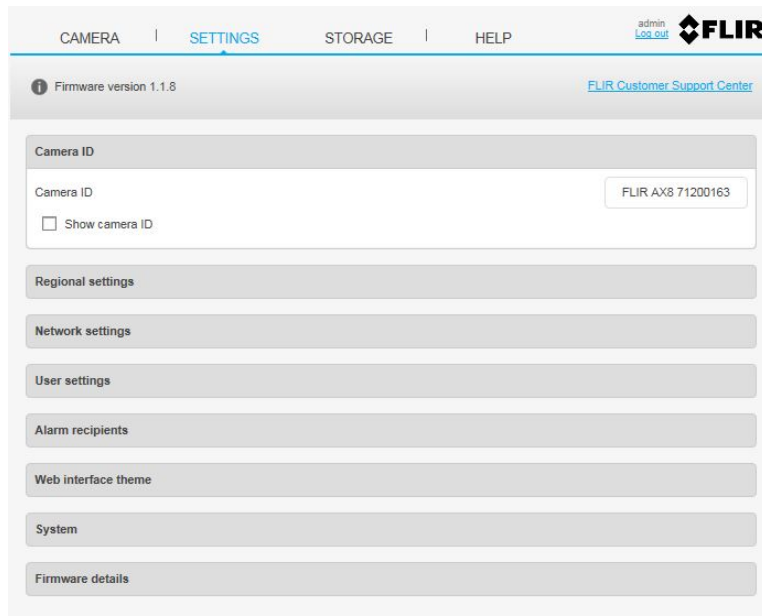 CAMERA | SETTINGS STORAGE | HELP admin
Log out FLIR
Firmware version 1.1.8 FLIR Customer Support Center
Camera ID
Camera ID FLIR AX8 71200163
Show camera ID
Regional settings
Network settings
User settings
Alarm recipients
Web interface theme
System
Firmware details